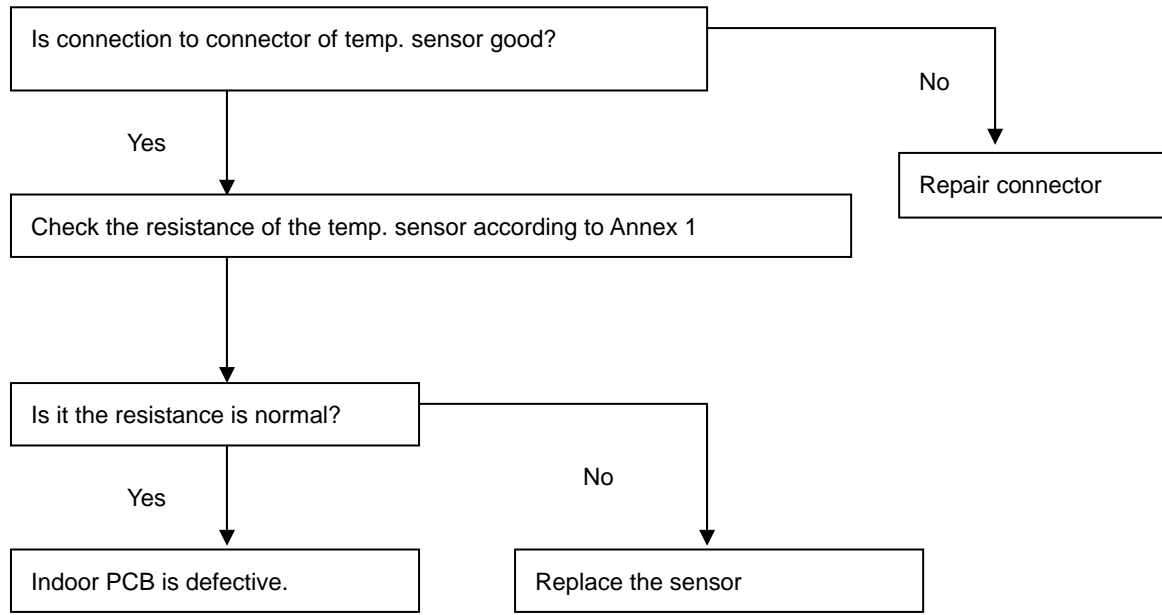 Is connection to connector of temp. sensor good?
No
Yes
Repair connector
Check the resistance of the temp. sensor according to Annex 1
Is it the resistance is normal?
No
Yes
Indoor PCB is defective.
Replace the sensor